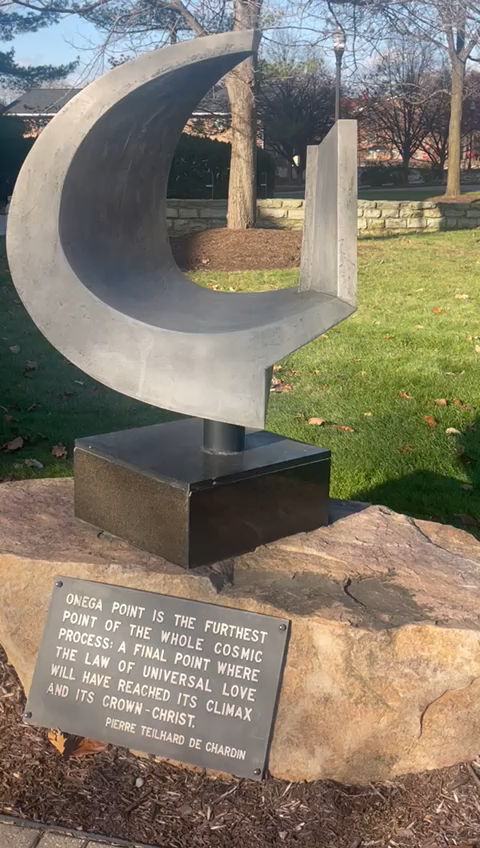 OMEGA POINT IS THE FURTHEST
POINT OF THE WHOLE COSMIC
PROCESS: A FINAL POINT WHERE
THE LAW OF UNIVERSAL LOVE
WILL HAVE REACHED ITS CLIMAX
AND ITS CROWN-CHRIST.
PIERRE TEILHARD DE CHARDIN